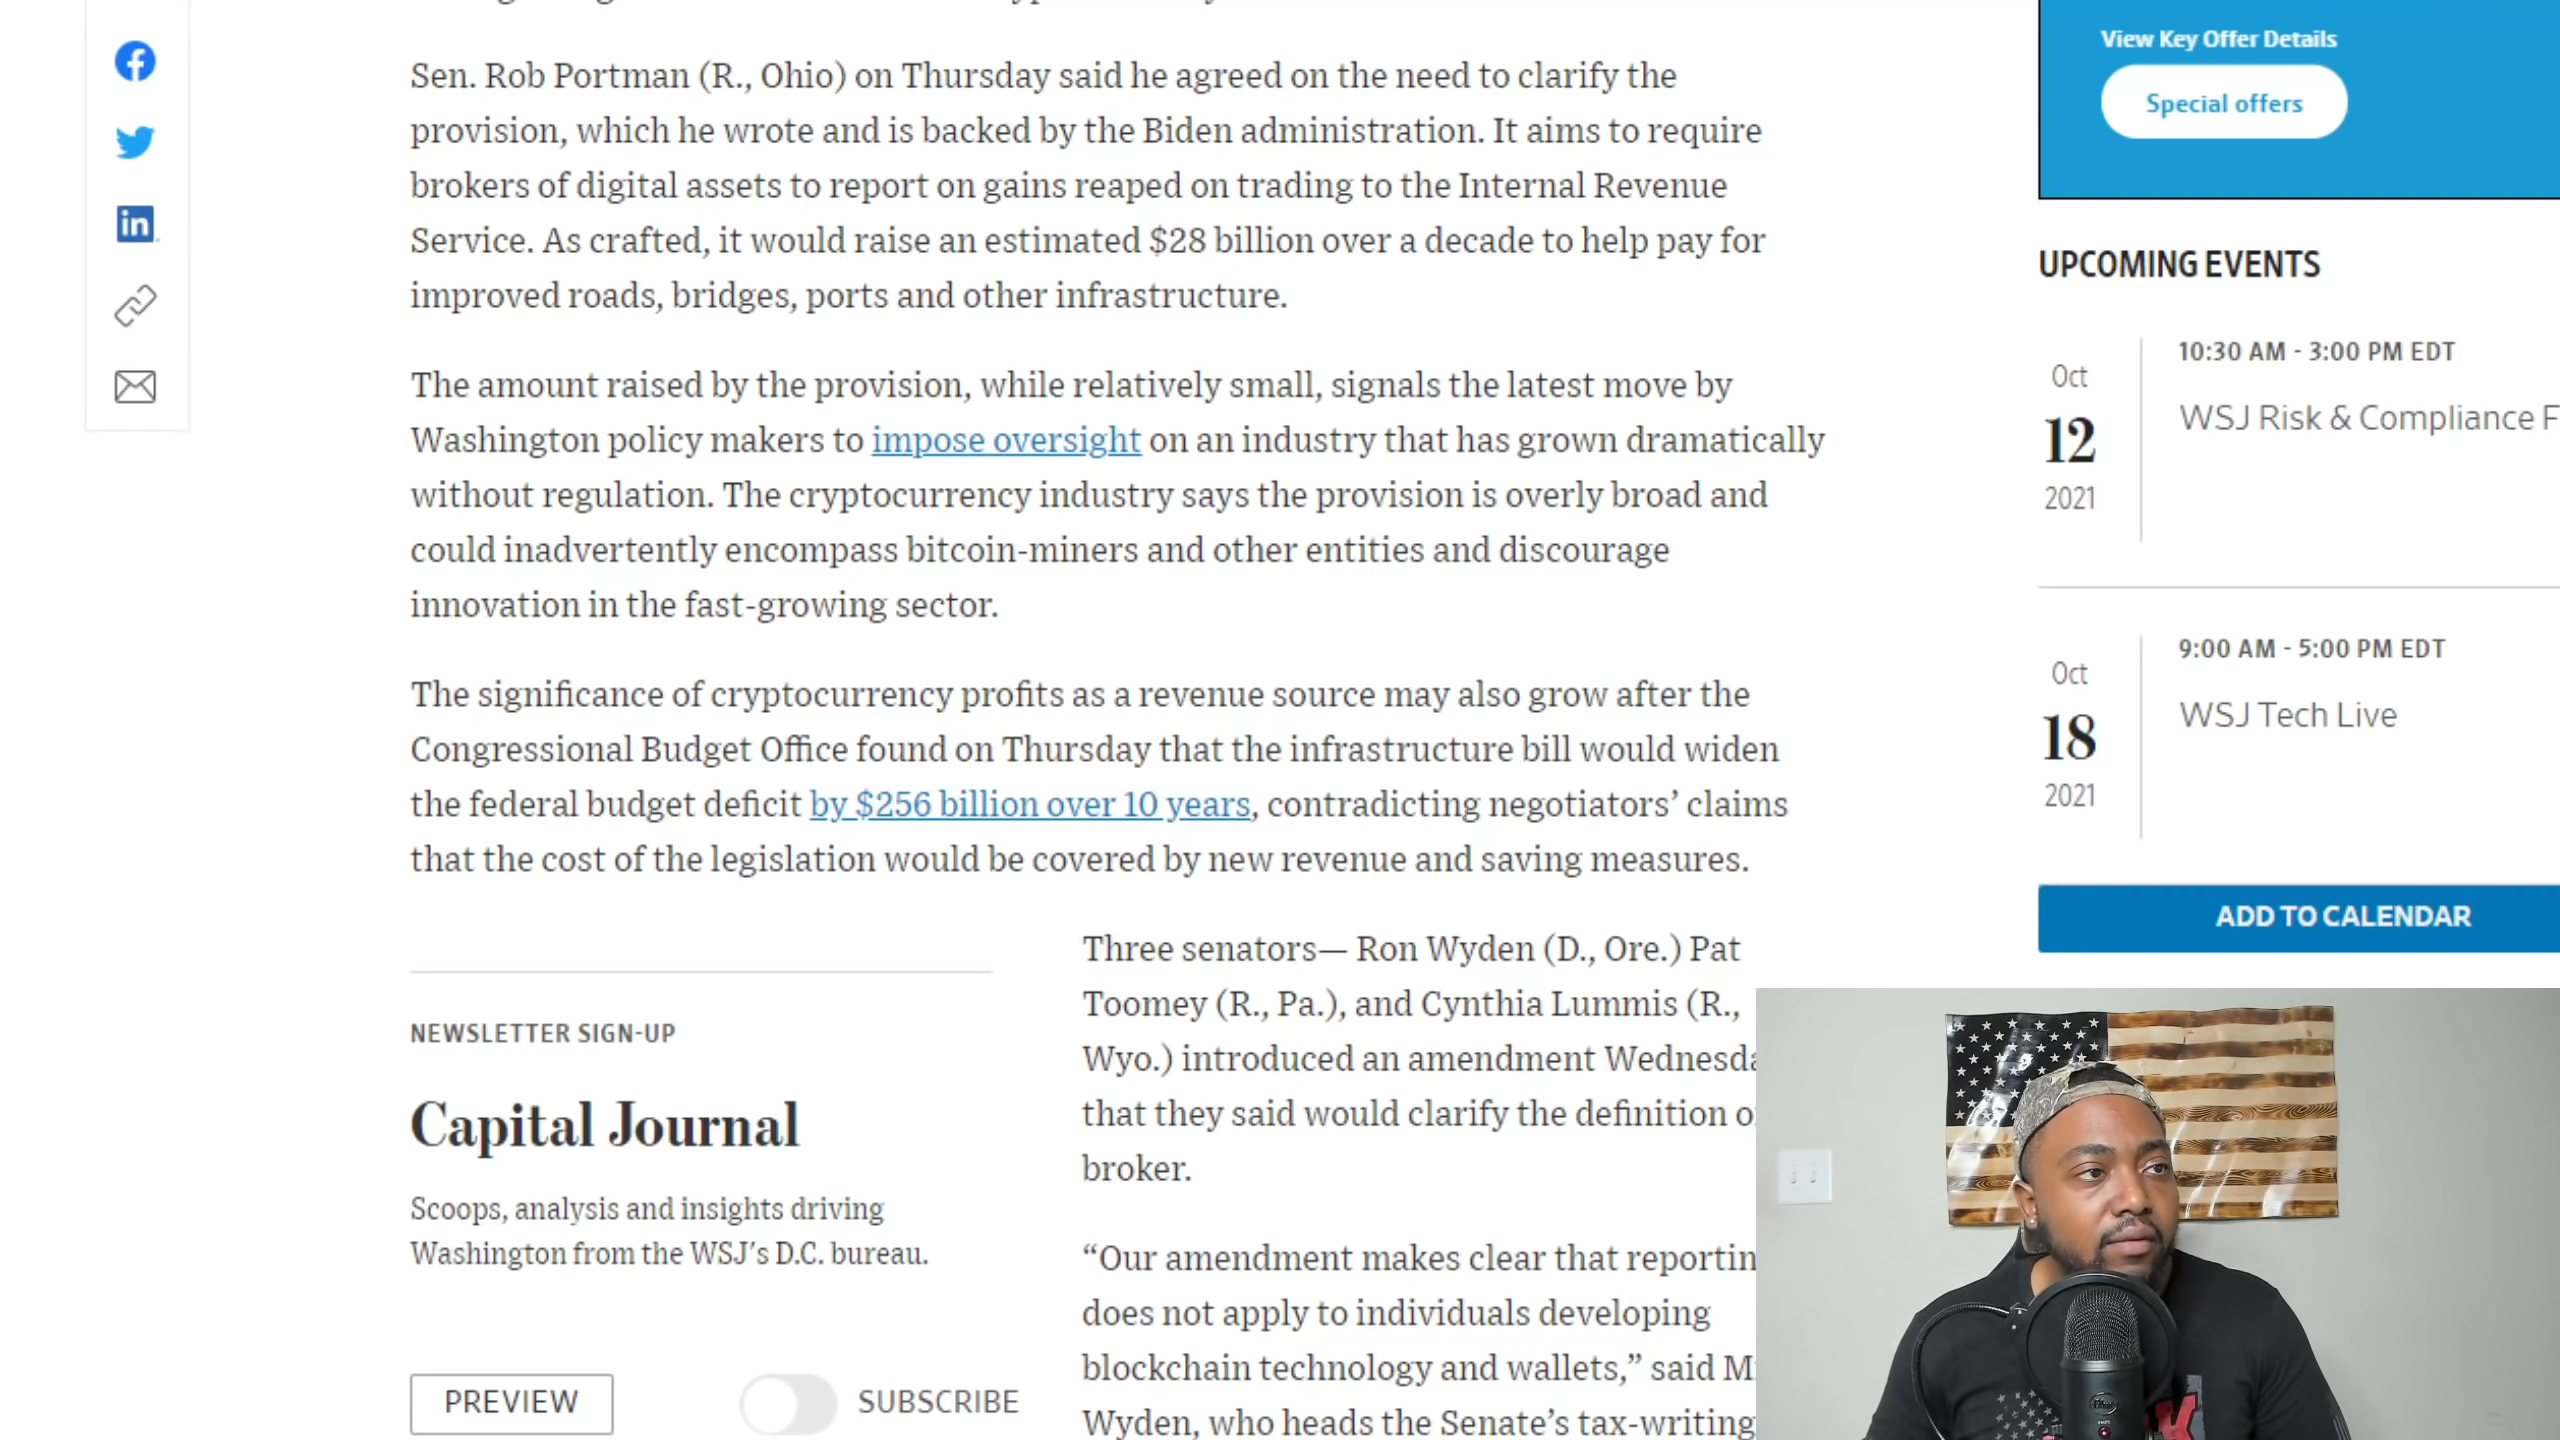 Sen. Rob Portman (R., Ohio) on Thursday said he agreed on the need to clarify the
provision, which he wrote and is backed by the Biden administration. It aims to require
brokers of digital assets to report on gains reaped on trading to the Internal Revenue
Service. As crafted, it would raise an estimated $28 billion over a decade to help pay for
improved roads, bridges, ports and other infrastructure.
The amount raised by the provision, while relatively small, signals the latest move by
Washington policy makers to impose oversight on an industry that has grown dramatically
without regulation. The cryptocurrency industry says the provision is overly broad and
could inadvertently encompass bitcoin-miners and other entities and discourage
innovation in the fast-growing sector.
The significance of cryptocurrency profits as a revenue source may also grow after the
Congressional Budget Office found on Thursday that the infrastructure bill would widen
the federal budget deficit by $256 billion over 10 years, contradicting negotiators’ claims
that the cost of the legislation would be covered by new revenue and saving measures.
Three senators— Ron Wyden (D., Ore.) Pat
Toomey (R., Pa.), and Cynthia Lummis (R.,
Wyo.) introduced an amendment Wednesda
that they said would clarify the definition o
broker.
“Our amendment makes clear that reportin
does not apply to individuals developing
blockchain technology and wallets,” said M
Wyden, who heads the Senate’s tax-writing
NEWSLETTER SIGN-UP
Capital Journal
Scoops, analysis and insights driving
Washington from the WSJ’s D.C. bureau.
PREVIEW
SUBSCRIBE
View Key Offer Details
Special offers
UPCOMING EVENTS
Oct
12
2021
10:30 AM - 3:00 PM EDT
WSJ Risk & Compliance F
Oct
18
2021
9:00 AM - 5:00 PM EDT
WSJ Tech Live
ADD TO CALENDAR
in